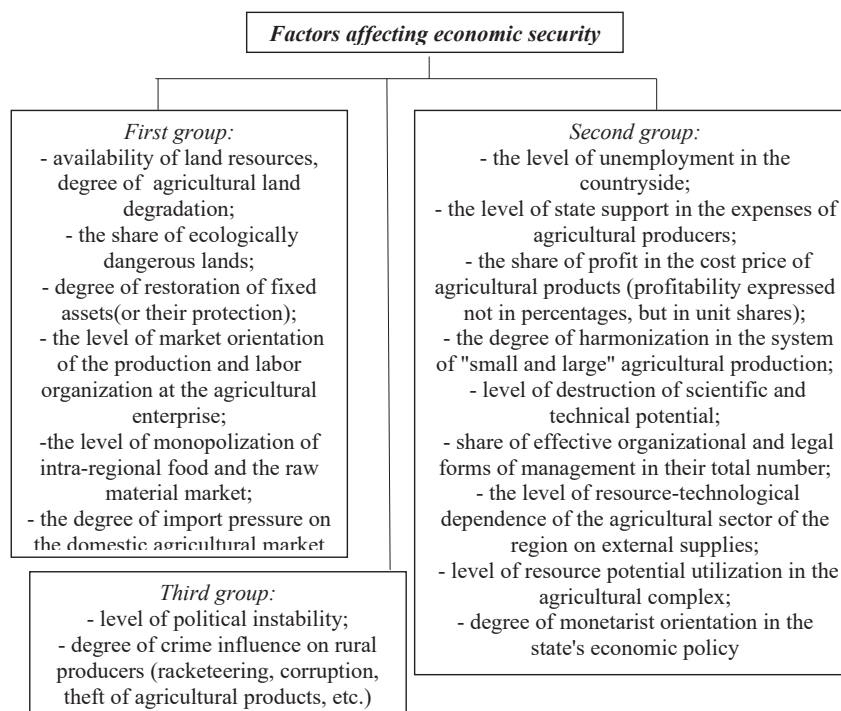 Factors affecting economic security
First group:
- availability of land resources,
degree of agricultural land
degradation;
- the share of ecologically
dangerous lands;
- degree of restoration of fixed
assets(or their protection);
- the level of market orientation
of the production and labor
organization at the agricultural
enterprise;
-the level of monopolization of
intra-regional food and the raw
material market;
- the degree of import pressure on
the domestic agricultural market
Second group:
- the level of unemployment in the
countryside;
- the level of state support in the expenses of
agricultural producers;
- the share of profit in the cost price of
agricultural products (profitability expressed
not in percentages, but in unit shares);
- the degree of harmonization in the system
of "small and large" agricultural production;
- level of destruction of scientific and
technical potential;
- share of effective organizational and legal
forms of management in their total number;
- the level of resource-technological
dependence of the agricultural sector of the
region on external supplies;
- level of resource potential utilization in the
agricultural complex;
- degree of monetarist orientation in the
state's economic policy
Third group:
- level of political instability;
- degree of crime influence on rural
producers (racketeering, corruption,
theft of agricultural products, etc.)